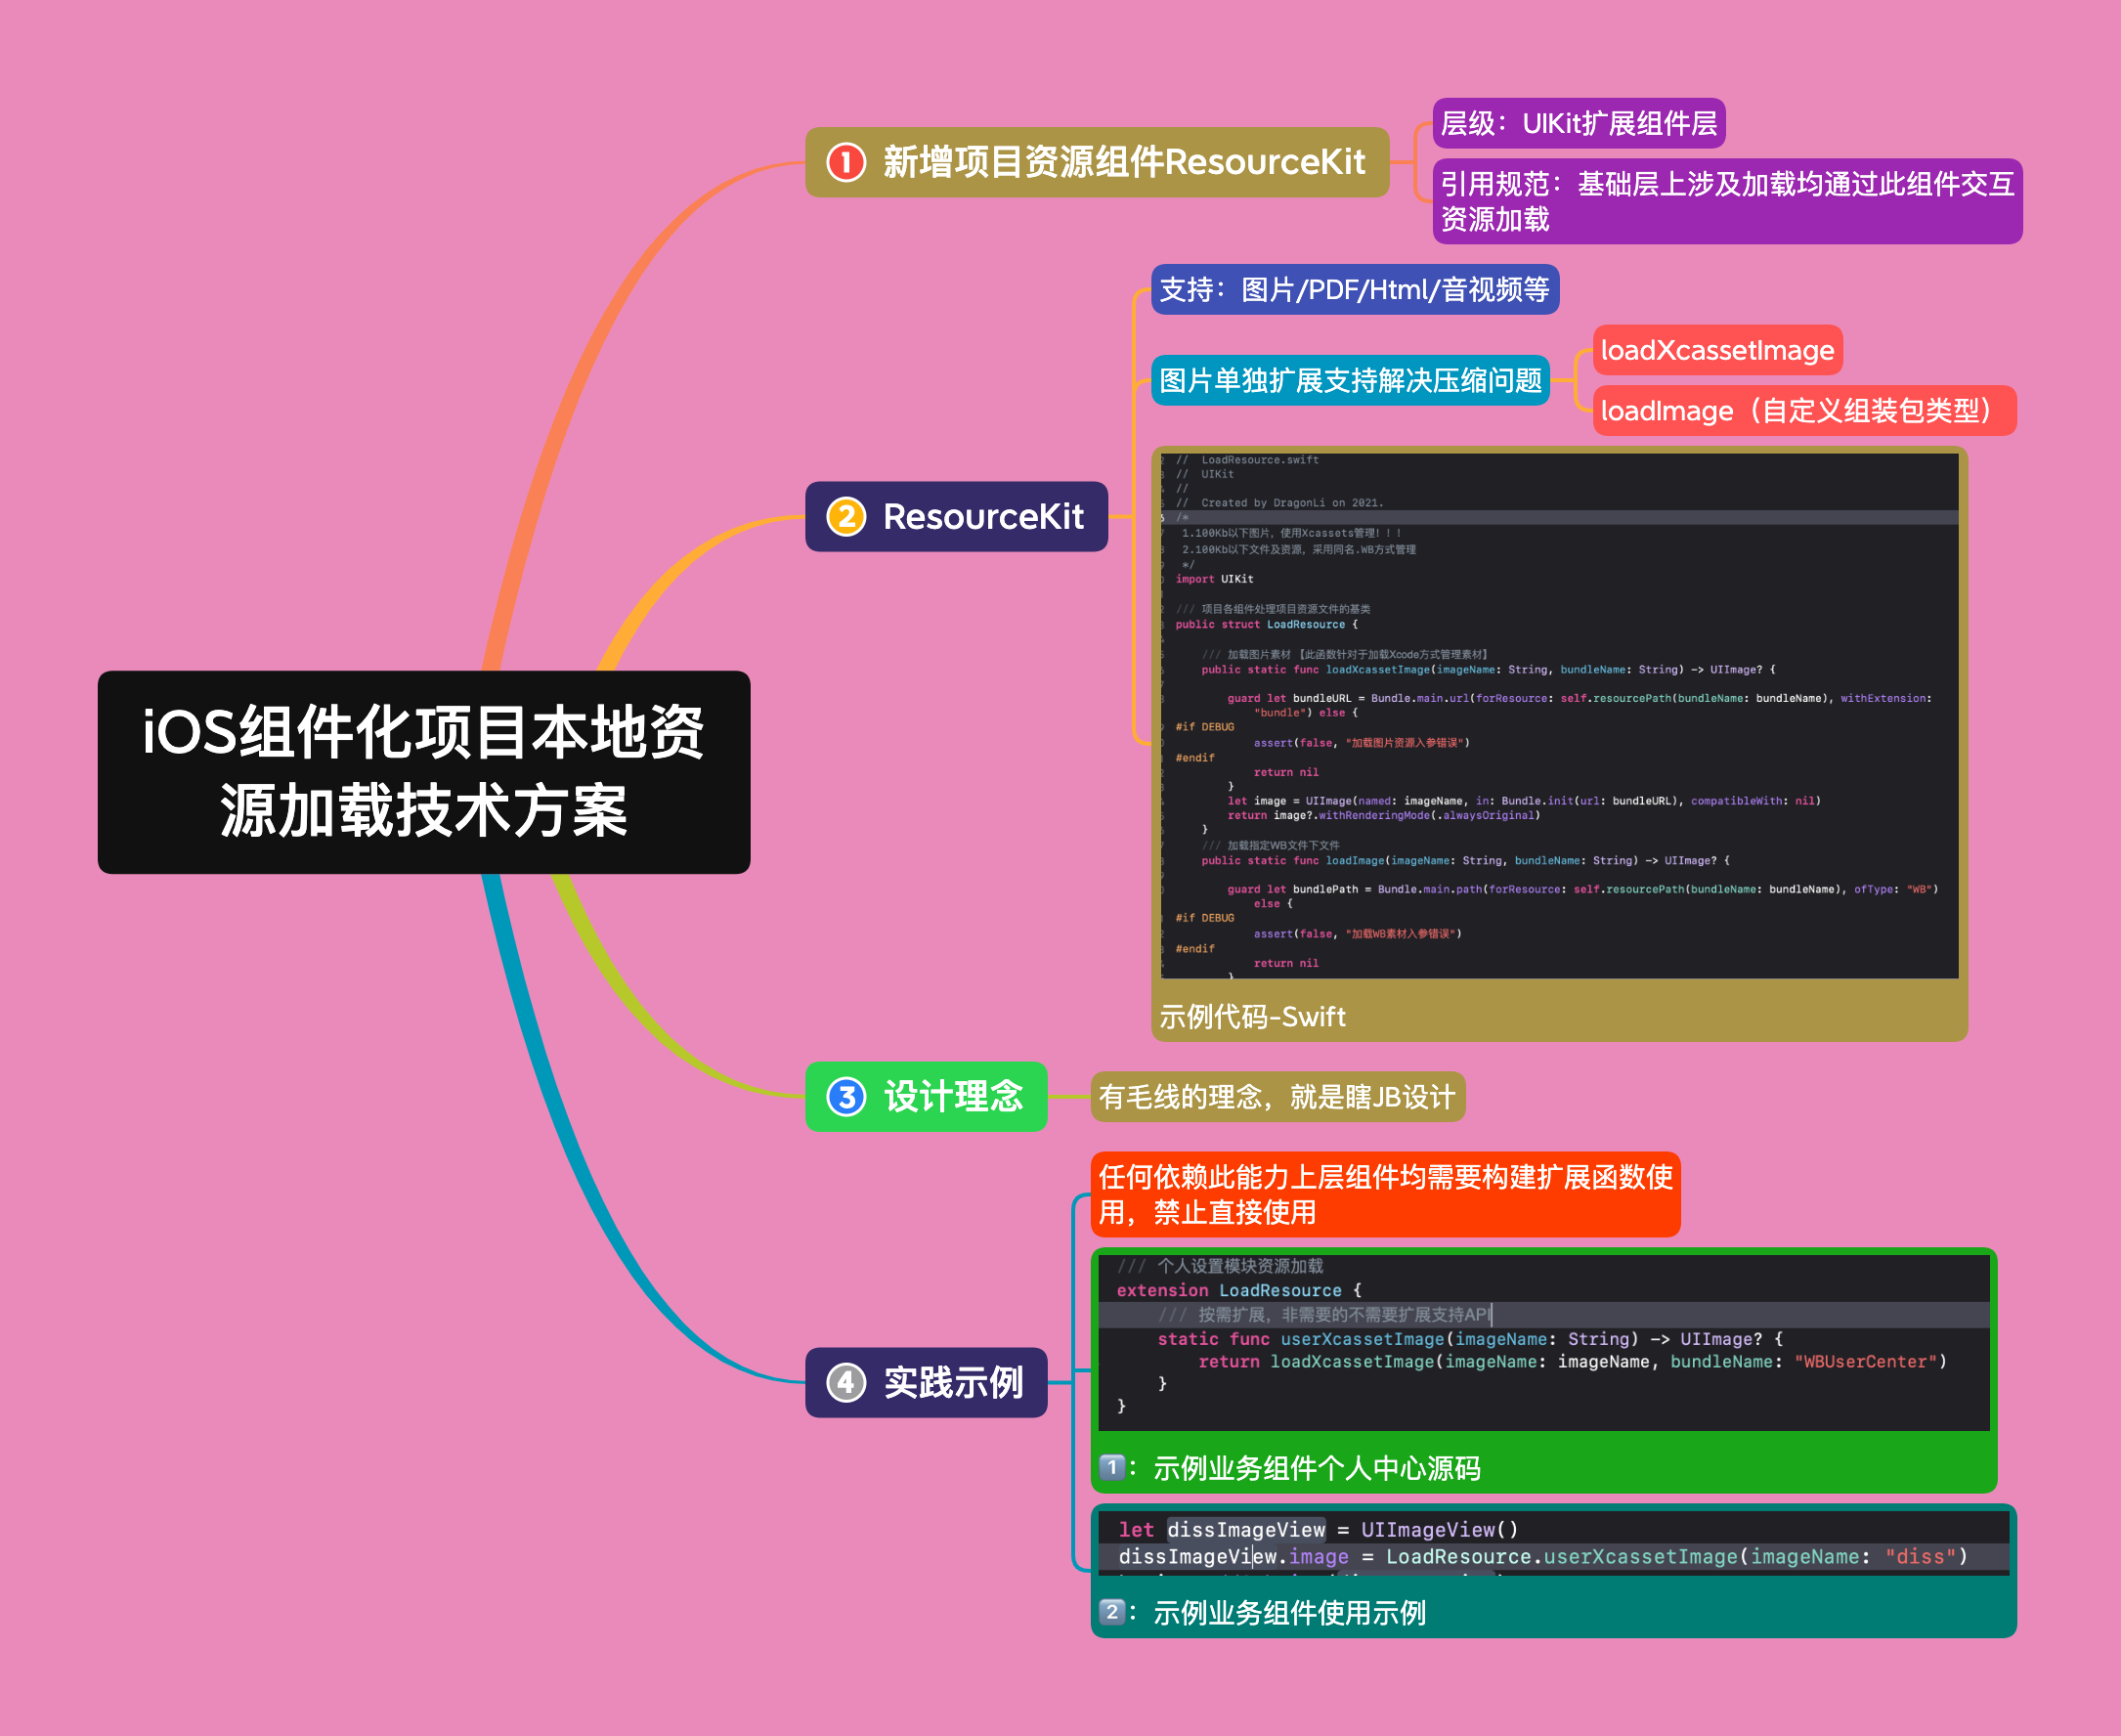 iOS组件化项目本地资
源加载技术方案
1 新增项目资源组件ResourceKit
层级：UIKit扩展组件层
引用规范：基础层上涉及加载均通过此组件交互
资源加载
2 ResourceKit
支持：图片/PDF/Html/音视频等
图片单独扩展支持解决压缩问题
loadXcassetImage
loadImage（自定义组装包类型）
//  LoadResource.swift
//  UIKit
//
//  Created by DragonLi on 2021.
/*
1.100Kb以下图片，使用Xcassets管理！！！
2.100Kb以下文件及资源，采用同名.WB方式管理
*/
import UIKit
/// 项目各组件处理项目资源文件的基类
public struct LoadResource {
/// 加载图片素材 【此函数针对于加载Xcode方式管理素材】
public static func loadXcassetImage(imageName: String, bundleName: String) -> UIImage? {
guard let bundleURL = Bundle.main.url(forResource: self.resourcePath(bundleName: bundleName), withExtension:
"bundle") else {
#if DEBUG
assert(false, "加载图片资源入参错误")
#endif
return nil
}
let image = UIImage(named: imageName, in: Bundle.init(url: bundleURL), compatibleWith: nil)
return image?.withRenderingMode(.alwaysOriginal)
}
/// 加载指定WB文件下文件
public static func loadImage(imageName: String, bundleName: String) -> UIImage? {
guard let bundlePath = Bundle.main.path(forResource: self.resourcePath(bundleName: bundleName), ofType: "WB")
else {
#if DEBUG
assert(false, "加载WB素材入参错误")
#endif
return nil
}
示例代码-Swift
3 设计理念
有毛线的理念，就是瞎JB设计
4 实践示例
任何依赖此能力上层组件均需要构建扩展函数使
用，禁止直接使用
/// 个人设置模块资源加载
extension LoadResource {
/// 按需扩展，非需要的不需要扩展支持API
static func userXcassetImage(imageName: String) -> UIImage? {
return loadXcassetImage(imageName: imageName, bundleName: "WBUserCenter")
}
}
1️⃣：示例业务组件个人中心源码
let dissImageView = UIImageView()
dissImageView.image = LoadResource.userXcassetImage(imageName: "diss")
2️⃣：示例业务组件使用示例